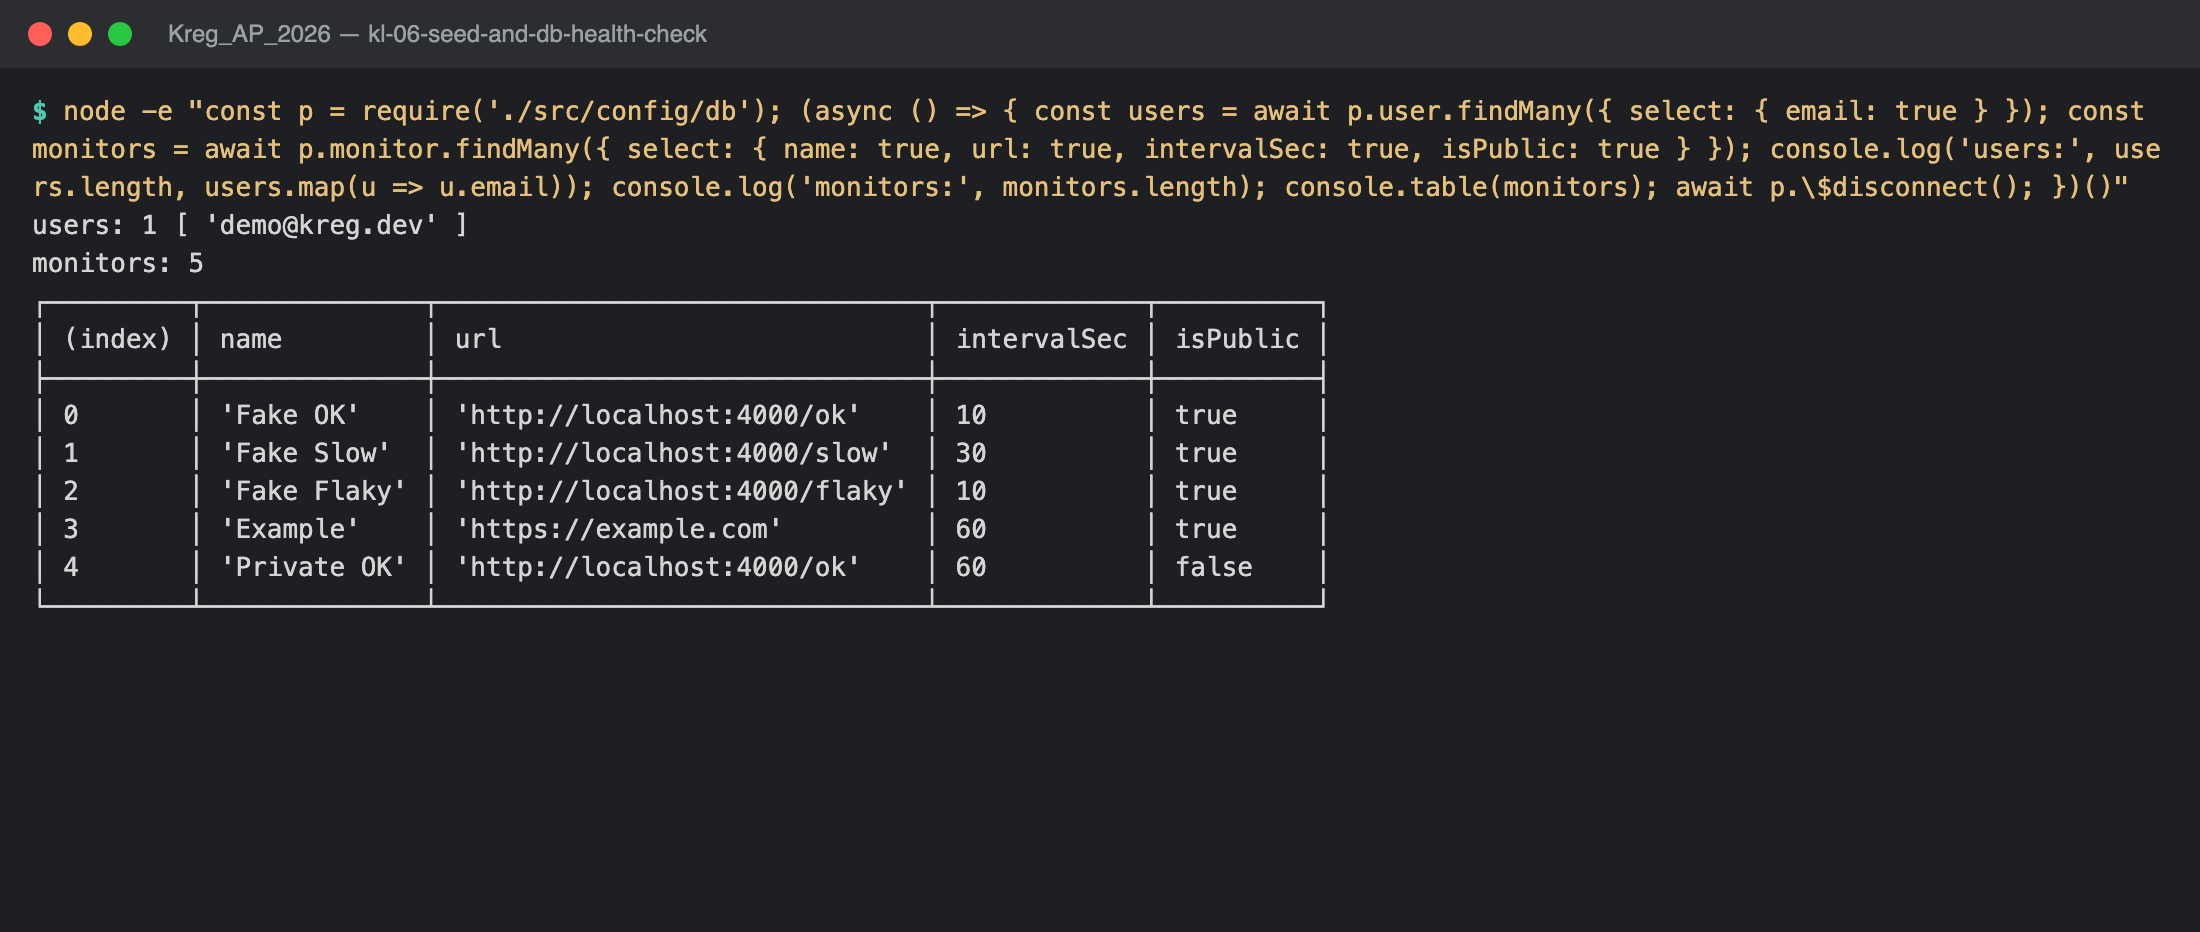 Kreg_AP_2026 — kl-06-seed-and-db-health-check
$ node -e "const p = require('./src/config/db'); (async () => { const users = await p.user.findMany({ select: { email: true } }); const
monitors = await p.monitor.findMany({ select: { name: true, url: true, intervalSec: true, isPublic: true } }); console.log('users:', use
rs.length, users.map(u => u.email)); console.log('monitors:', monitors.length); console.table(monitors); await p.\$disconnect(); })()"
users: 1 [ 'demo@kreg.dev' ]
monitors: 5
┌─────────┬──────────────┬───────────────────────────────┬─────────────┬──────────┐
│ (index) │ name         │ url                           │ intervalSec │ isPublic │
├─────────┼──────────────┼───────────────────────────────┼─────────────┼──────────┤
│ 0       │ 'Fake OK'    │ 'http://localhost:4000/ok'    │ 10          │ true     │
│ 1       │ 'Fake Slow'  │ 'http://localhost:4000/slow'  │ 30          │ true     │
│ 2       │ 'Fake Flaky' │ 'http://localhost:4000/flaky' │ 10          │ true     │
│ 3       │ 'Example'    │ 'https://example.com'         │ 60          │ true     │
│ 4       │ 'Private OK' │ 'http://localhost:4000/ok'    │ 60          │ false    │
└─────────┴──────────────┴───────────────────────────────┴─────────────┴──────────┘